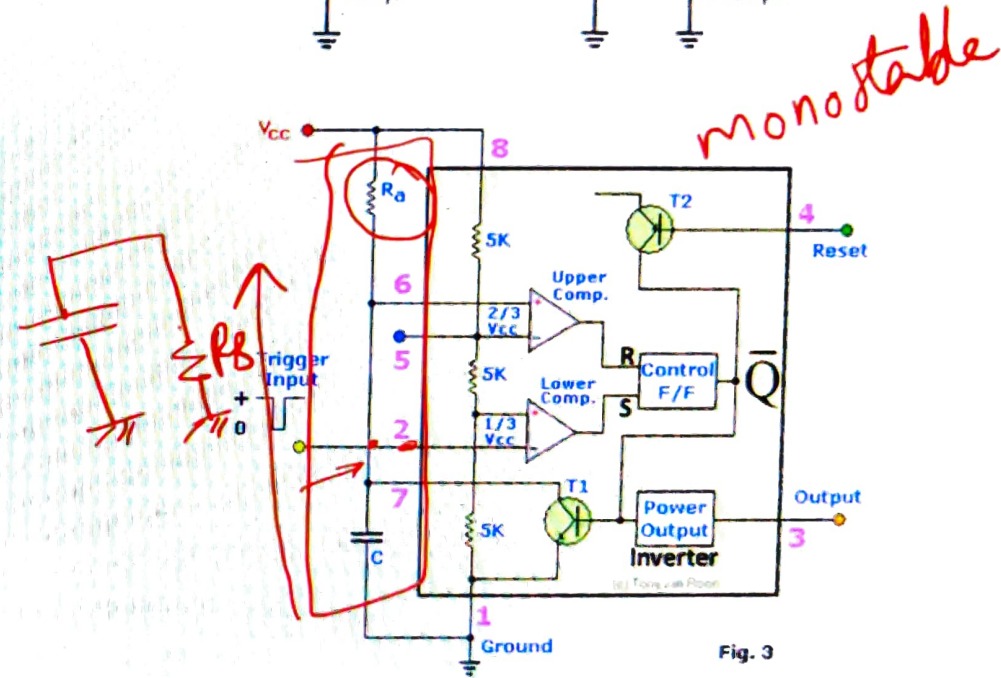 monostable
Vcc
8
Ra
T2
4
Reset
5K
6
Upper
Comp.
2/3
Vcc
5
R
Control
F/F
S
Q
RB
Trigger
Input
+
0
5K
Lower
Comp.
2
1/3
Vcc
7
T1
Power
Output
Output
3
5K
C
Inverter
1
Ground
Fig. 3